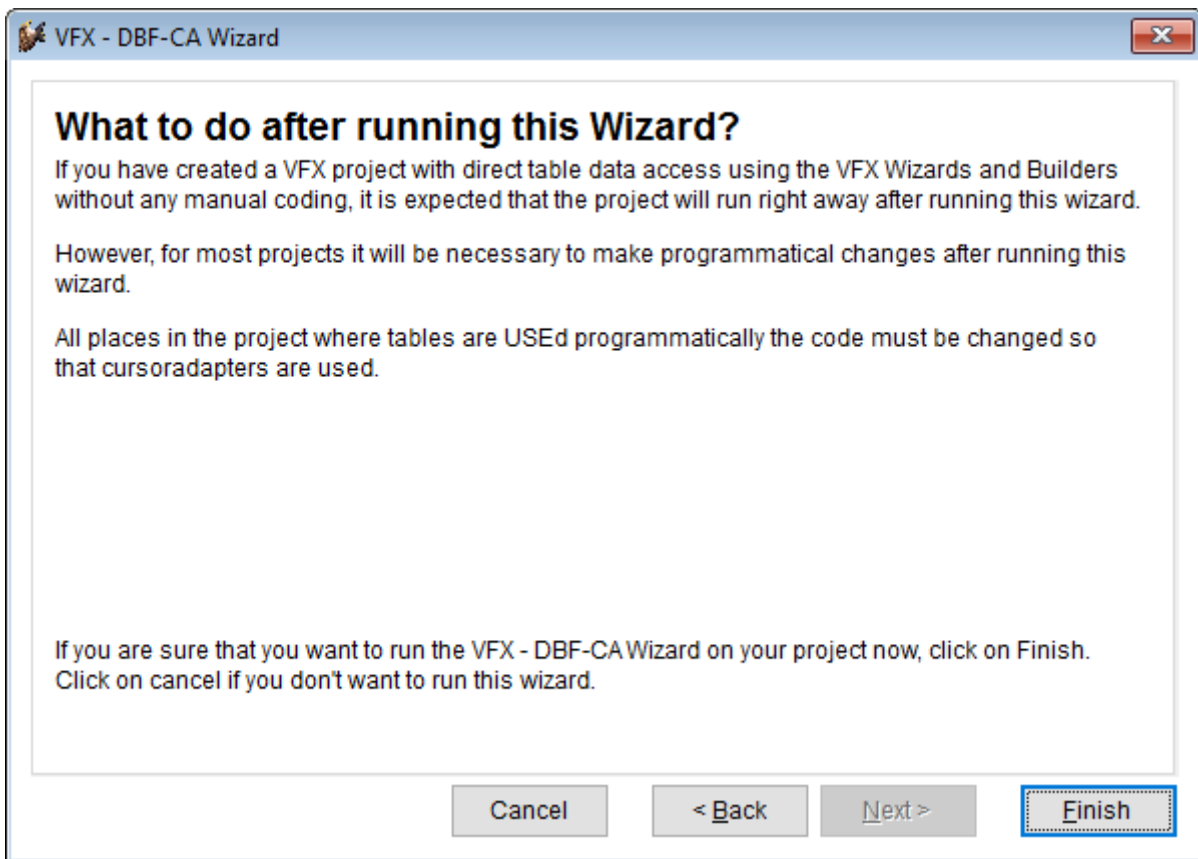 VFX - DBF-CA Wizard
What to do after running this Wizard?
If you have created a VFX project with direct table data access using the VFX Wizards and Builders
without any manual coding, it is expected that the project will run right away after running this wizard.
However, for most projects it will be necessary to make programmatical changes after running this
wizard.
All places in the project where tables are USEd programmatically the code must be changed so
that cursoradapters are used.
If you are sure that you want to run the VFX - DBF-CA Wizard on your project now, click on Finish.
Click on cancel if you don't want to run this wizard.
Cancel
< Back
Next >
Finish